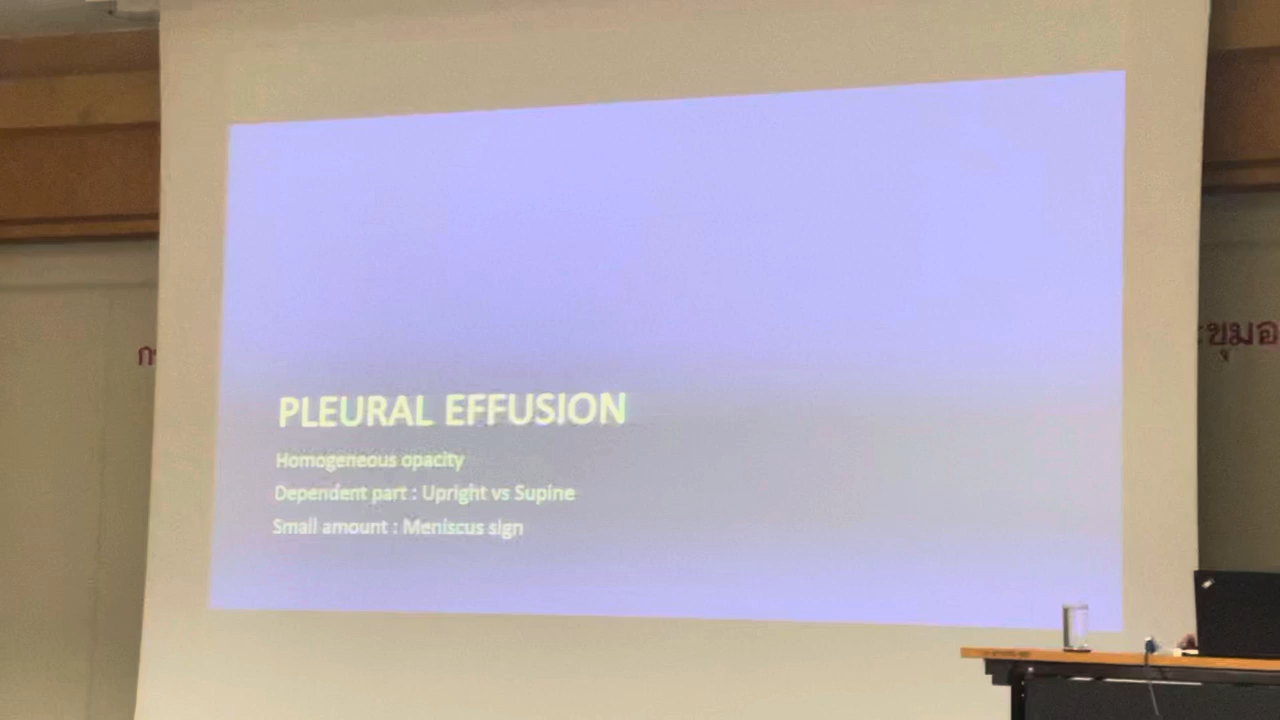 PLEURAL EFFUSION
Homogeneous opacity
Dependent part : Upright vs Supine
Small amount : Meniscus sign